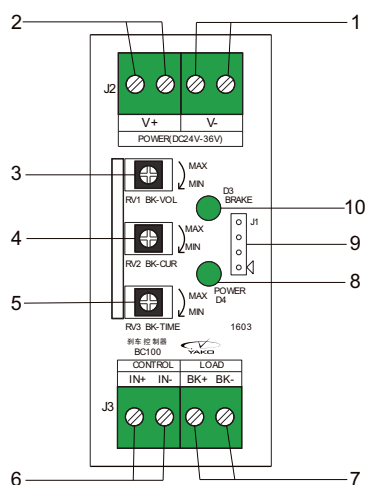 2 1
J2
V+ V-
POWER(DC24V-36V)
3 MAX
MIN
RV1 BK-VOL
D3
BRAKE
10
4 MAX
MIN
RV2 BK-CUR
J1
9
8
POWER
D4
5 MAX
MIN
RV3 BK-TIME
1603
刹车控制器
BC100
YAKO
CONTROL LOAD
IN+ IN- BK+ BK-
J3
6 7